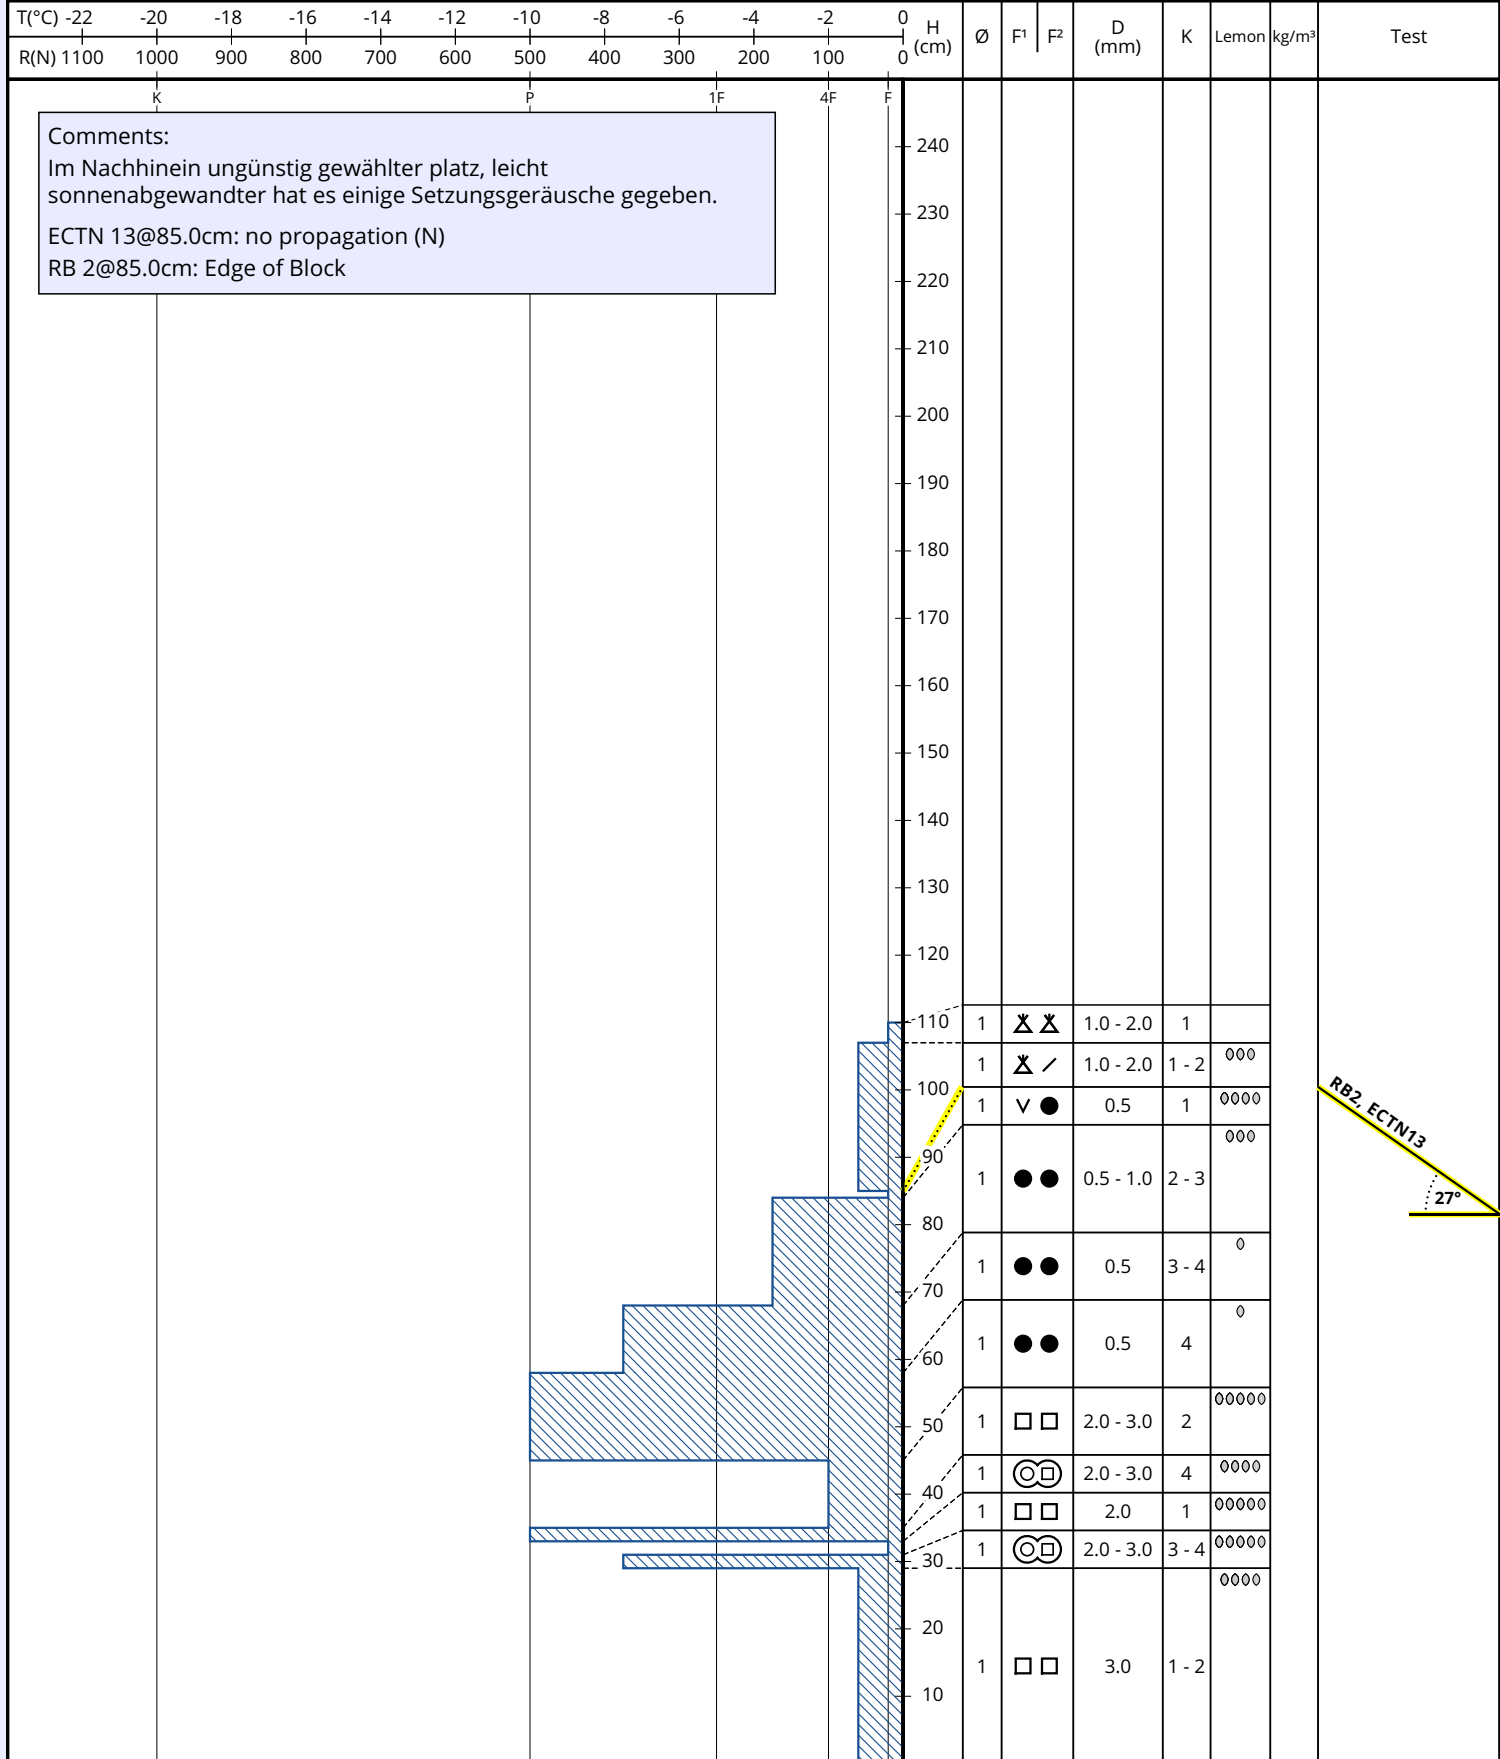 T(°C) -22 -20 -18 -16 -14 -12 -10 -8 -6 -4 -2 0
R(N) 1100 1000 900 800 700 600 500 400 300 200 100 0
H (cm) Ø F¹ F² D (mm) K Lemon kg/m³ Test
K P 1F 4F F
Comments:
Im Nachhinein ungünstig gewählter platz, leicht
sonnenabgewandter hat es einige Setzungsgeräusche gegeben.
ECTN 13@85.0cm: no propagation (N)
RB 2@85.0cm: Edge of Block
240
230
220
210
200
190
180
170
160
150
140
130
120
110
100
90
80
70
60
50
40
30
20
10
1 1.0 - 2.0 1
1 1.0 - 2.0 1 - 2
1 0.5 1
1 0.5 - 1.0 2 - 3
1 0.5 3 - 4
1 0.5 4
1 2.0 - 3.0 2
1 2.0 - 3.0 4
1 2.0 1
1 2.0 - 3.0 3 - 4
1 3.0 1 - 2
RB2, ECTN13
27°